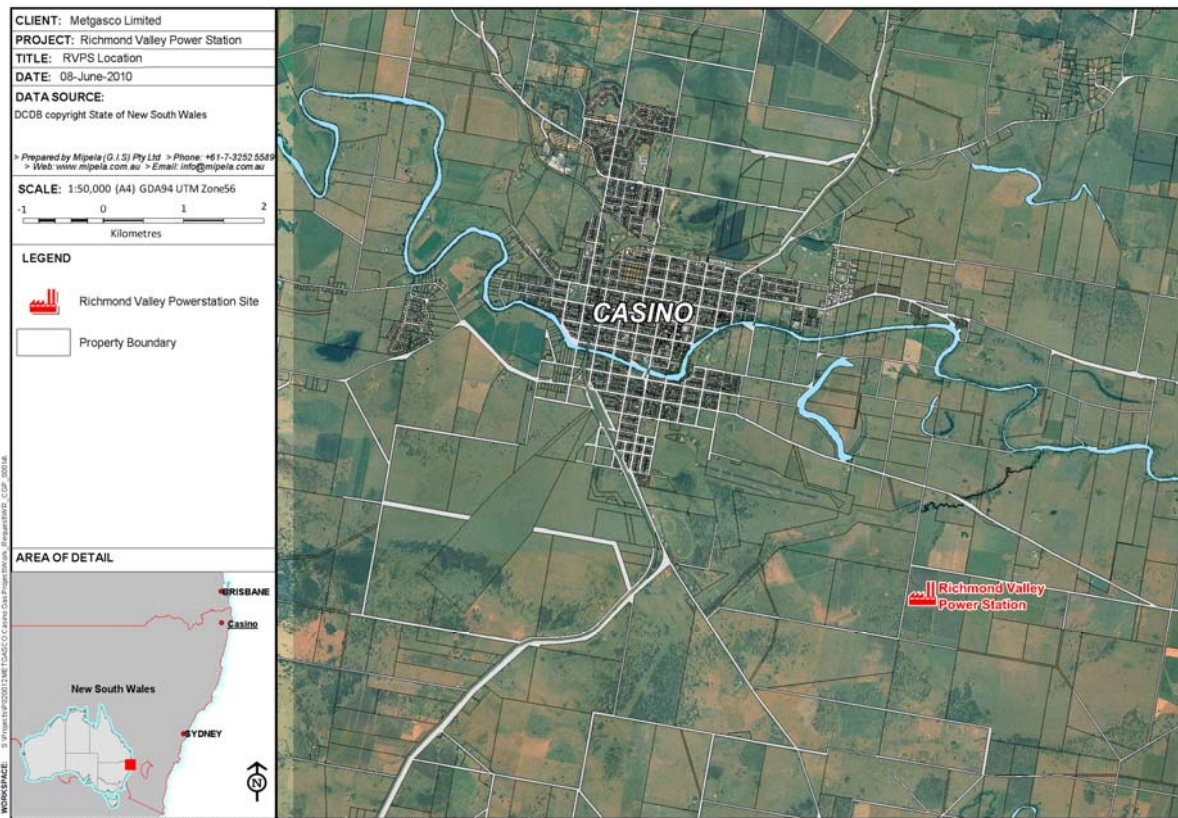 CLIENT: Metgasco Limited
PROJECT: Richmond Valley Power Station
TITLE: RVPS Location
DATE: 08-June-2010
DATA SOURCE:
DCDB copyright State of New South Wales
> Prepared by Mipela (G.I.S) Pty Ltd > Phone: +61-7-3252 5589
> Web: www.mipela.com.au > Email: info@mipela.com.au
SCALE: 1:50,000 (A4) GDA94 UTM Zone56
-1 0 1 2
Kilometres
LEGEND
Richmond Valley Powerstation Site
Property Boundary
AREA OF DETAIL
BRISBANE
Casino
New South Wales
SYDNEY
N
WORKSPACE:
CASINO
Richmond Valley
Power Station